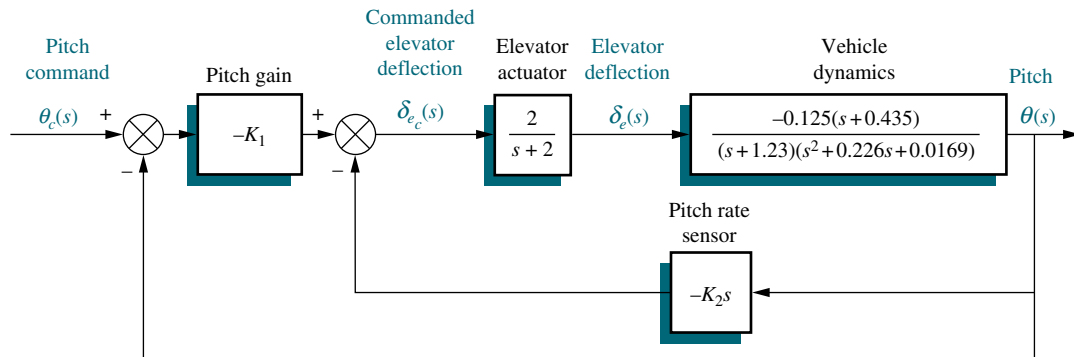 Pitch
command
θc(s)
+
-
Pitch gain
–K1
+
-
Commanded
elevator
deflection
δec(s)
Elevator
actuator
2
s + 2
Elevator
deflection
δe(s)
Vehicle
dynamics
–0.125(s + 0.435)
(s + 1.23)(s² + 0.226s + 0.0169)
Pitch
θ(s)
Pitch rate
sensor
–K2s